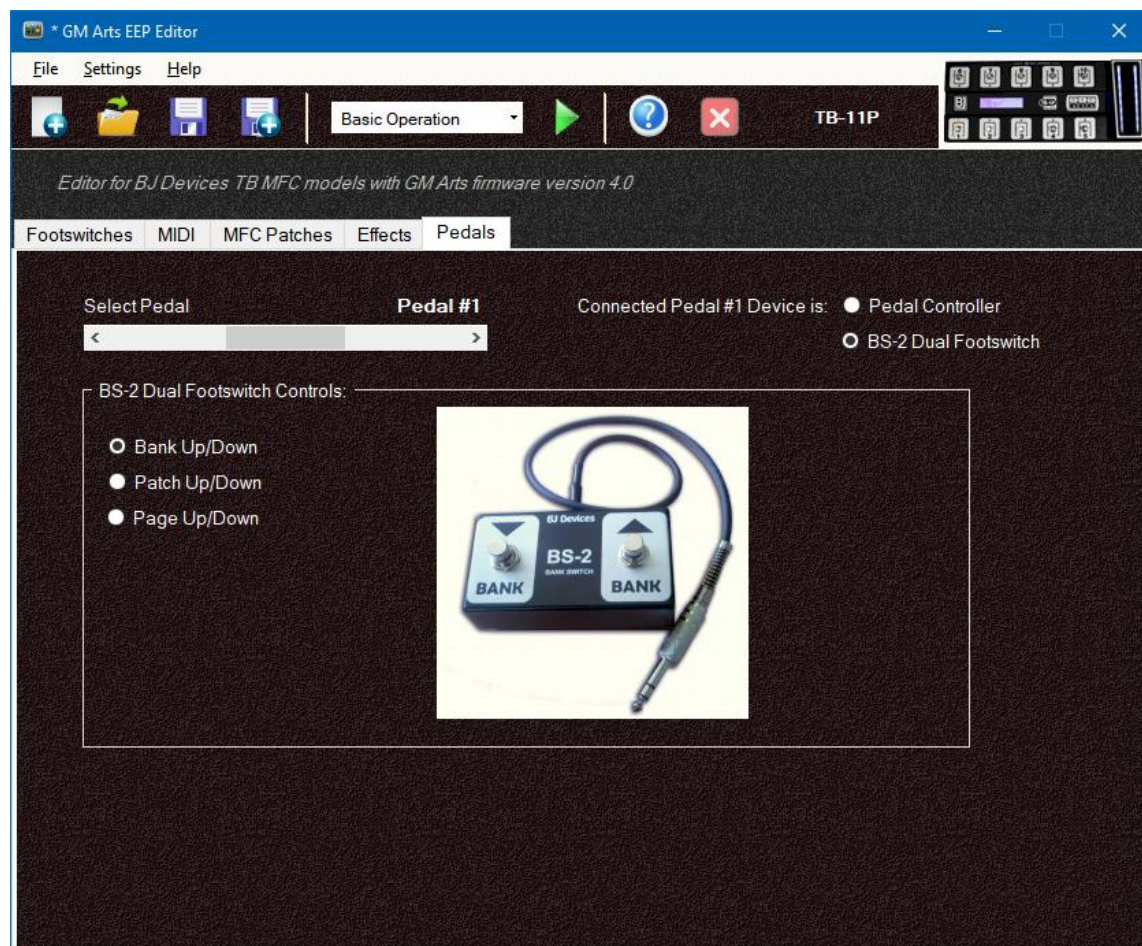 * GM Arts EEP Editor
File Settings Help
Basic Operation
TB-11P
BJ
Editor for BJ Devices TB MFC models with GM Arts firmware version 4.0
Footswitches MIDI MFC Patches Effects Pedals
Select Pedal Pedal #1 Connected Pedal #1 Device is: Pedal Controller
BS-2 Dual Footswitch
BS-2 Dual Footswitch Controls:
Bank Up/Down
Patch Up/Down
Page Up/Down
BJ Devices
BS-2
BANK SWITCH
BANK BANK